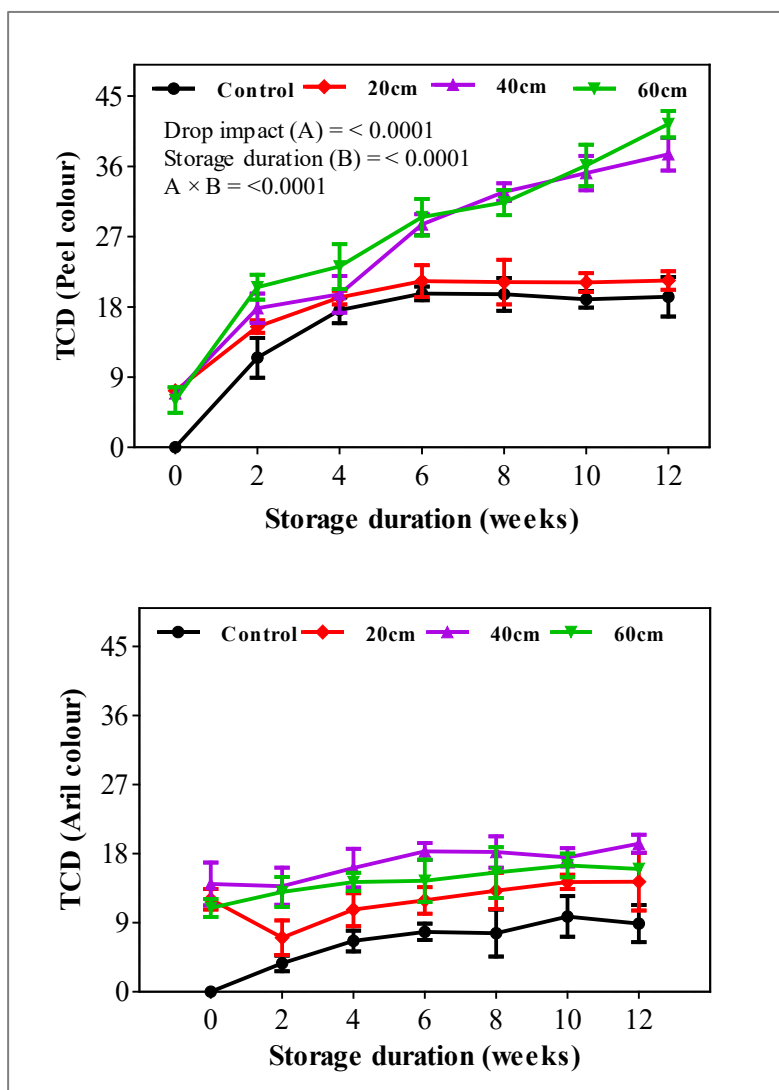 45
Control 20cm 40cm 60cm
Drop impact (A) = < 0.0001
Storage duration (B) = < 0.0001
A × B = <0.0001
36
27
18
9
0
TCD (Peel colour)
0 2 4 6 8 10 12
Storage duration (weeks)
Control 20cm 40cm 60cm
45
36
27
18
9
0
TCD (Aril colour)
0 2 4 6 8 10 12
Storage duration (weeks)